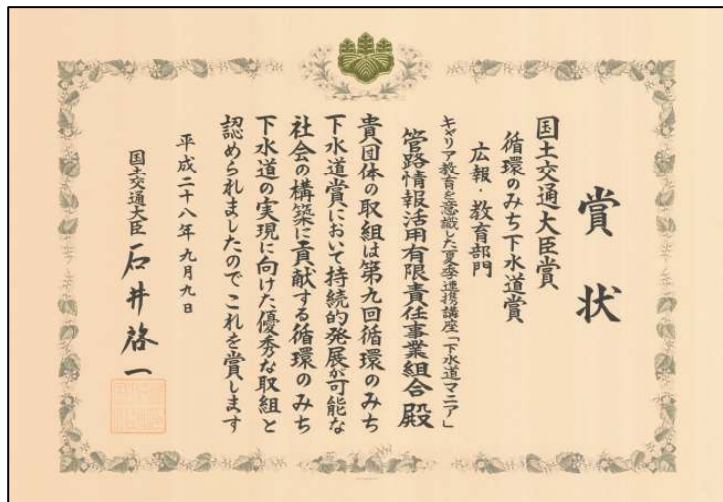 賞状
国土交通大臣賞
循環のみち下水道賞
広報・教育部門
キャリア教育を意識した夏季連携講座「下水道マニア」
管路情報活用有限責任事業組合 殿
貴団体の取組は第九回循環のみち
下水道賞において持続的発展が可能な
社会の構築に貢献する循環のみち
下水道の実現に向けた優秀な取組と
認められましたのでこれを賞します
平成二十八年九月九日
国土交通大臣 石井啓一